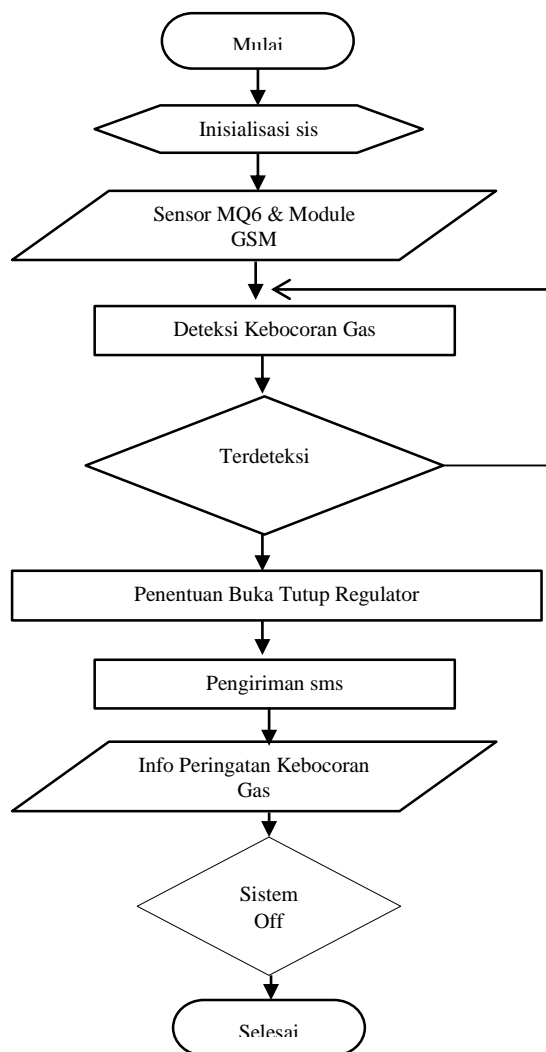 Mulai
Inisialisasi sis
Sensor MQ6 & Module
GSM
Deteksi Kebocoran Gas
Terdeteksi
Penentuan Buka Tutup Regulator
Pengiriman sms
Info Peringatan Kebocoran
Gas
Sistem
Off
Selesai